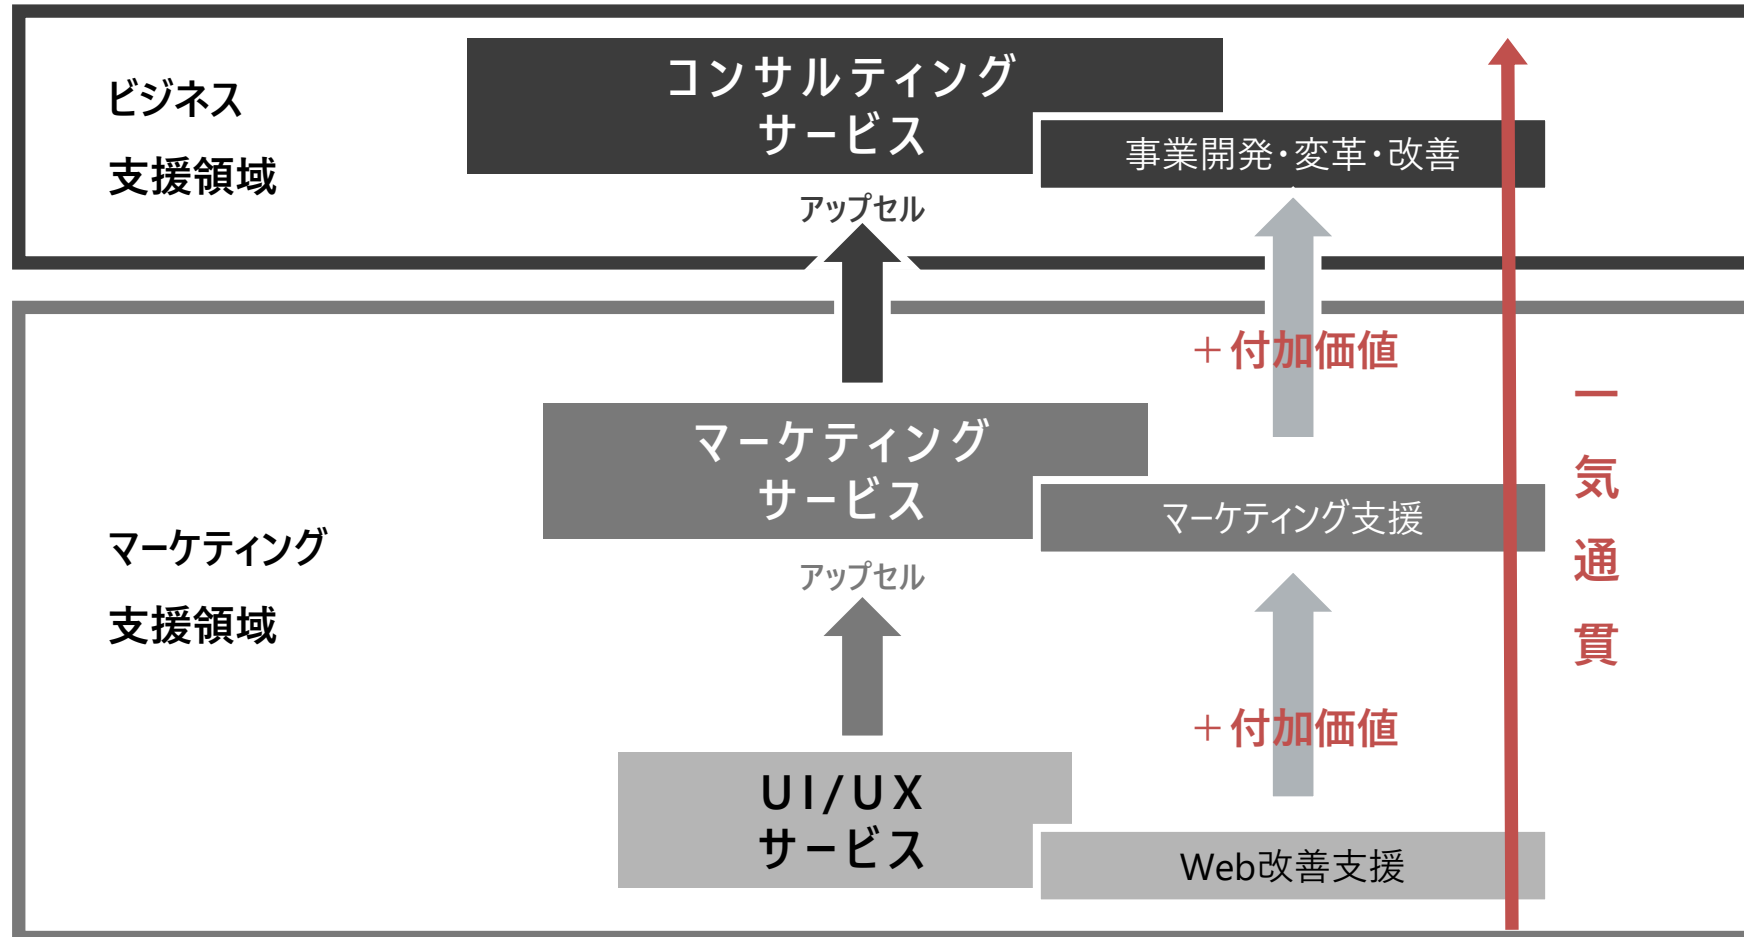 ビジネス
支援領域
コンサルティング
サービス
事業開発・変革・改善
アップセル
＋付加価値
マーケティング
サービス
マーケティング支援
マーケティング
支援領域
アップセル
＋付加価値
UI/UX
サービス
Web改善支援
一気通貫